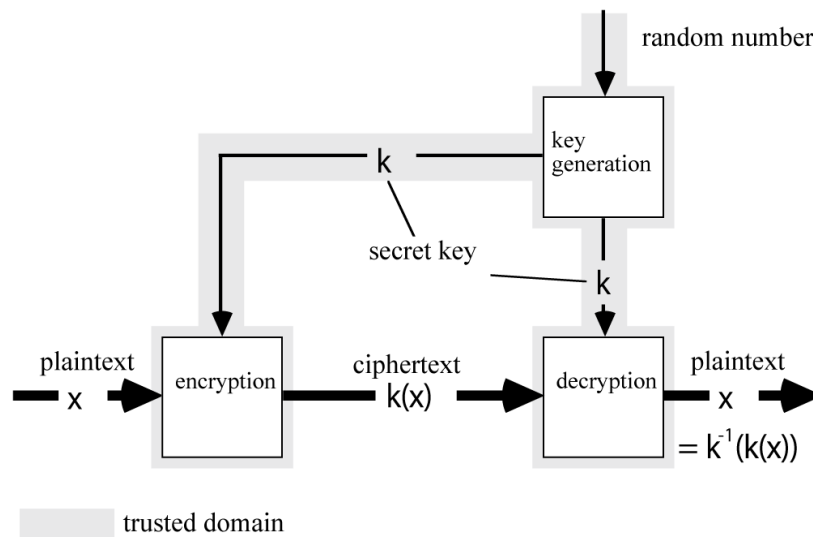 random number
key
generation
k
secret key
k
plaintext
x
encryption
ciphertext
k(x)
decryption
plaintext
x
= k⁻¹(k(x))
trusted domain